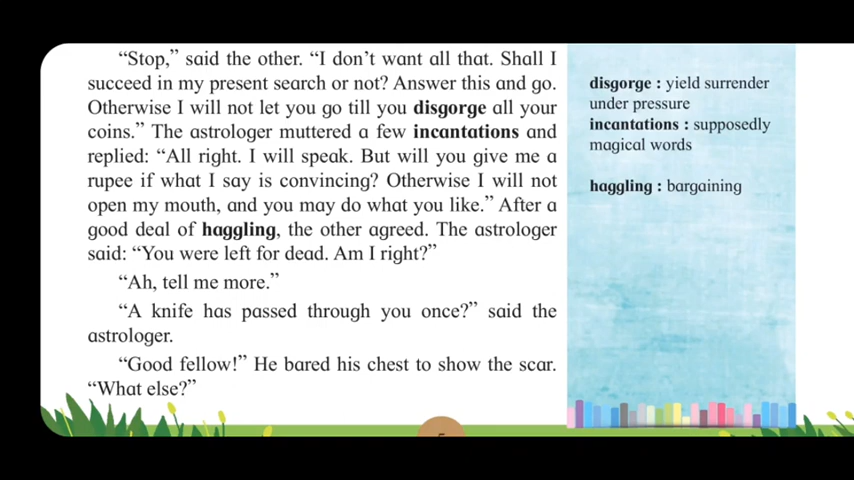 “Stop,” said the other. “I don’t want all that. Shall I
succeed in my present search or not? Answer this and go.
Otherwise I will not let you go till you disgorge all your
coins.” The astrologer muttered a few incantations and
replied: “All right. I will speak. But will you give me a
rupee if what I say is convincing? Otherwise I will not
open my mouth, and you may do what you like.” After a
good deal of haggling, the other agreed. The astrologer
said: “You were left for dead. Am I right?”
“Ah, tell me more.”
“A knife has passed through you once?” said the
astrologer.
“Good fellow!” He bared his chest to show the scar.
“What else?”
disgorge : yield surrender
under pressure
incantations : supposedly
magical words
haggling : bargaining